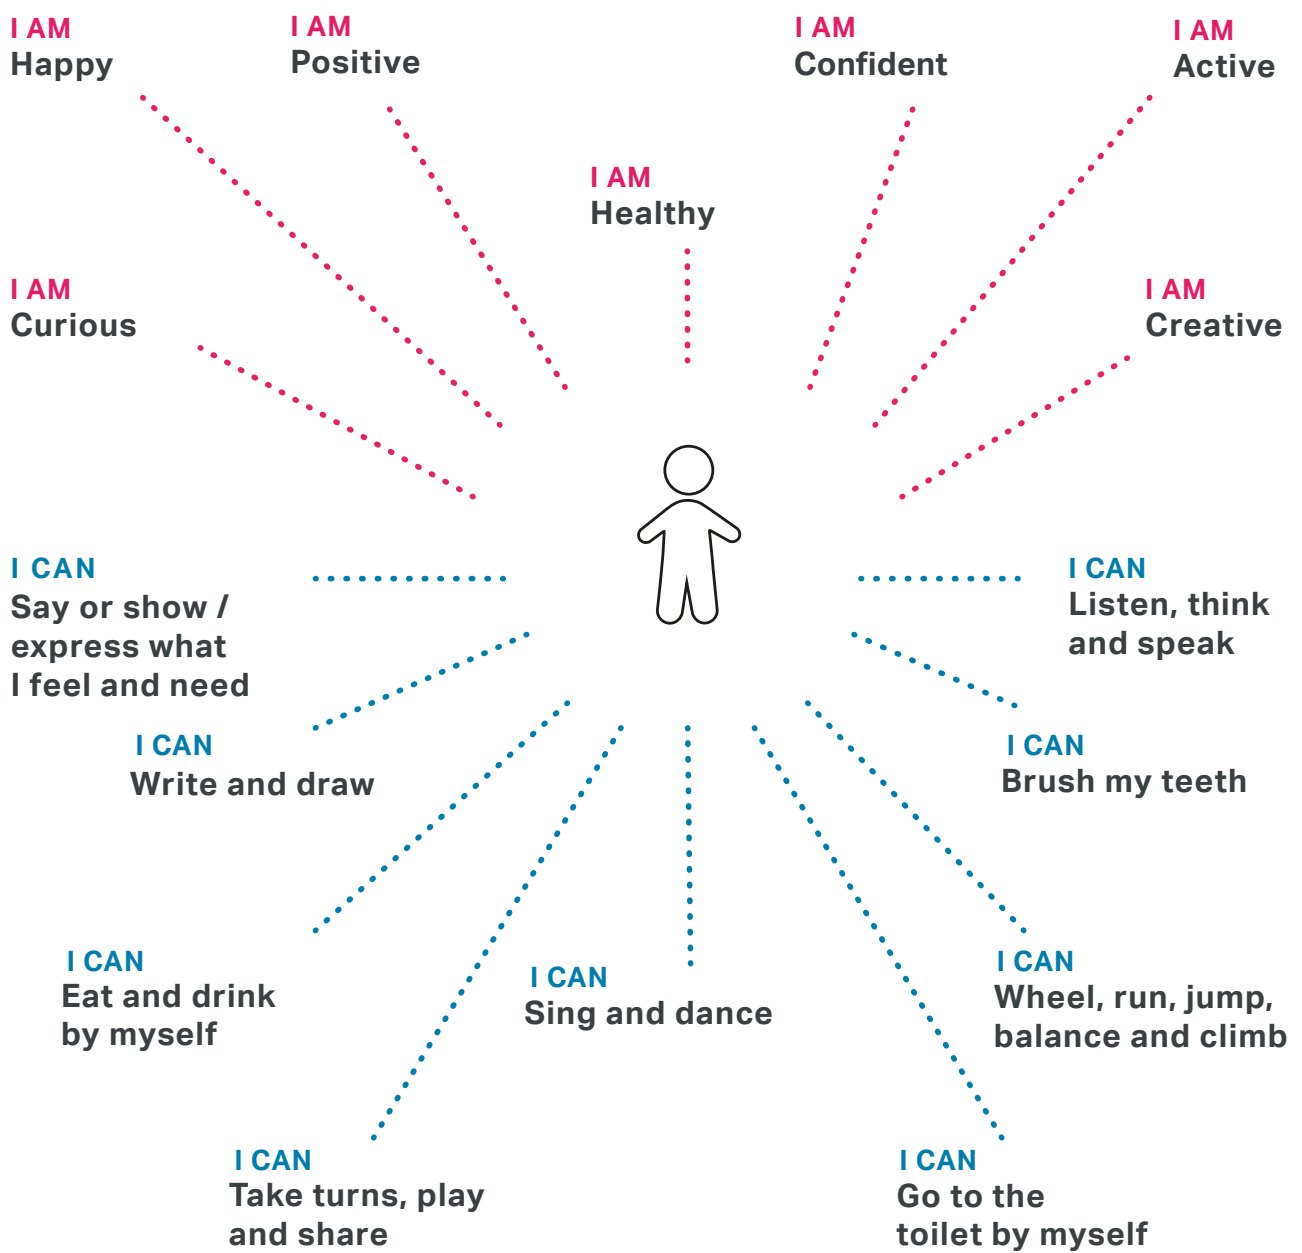 I AM
Happy
I AM
Positive
I AM
Confident
I AM
Active
I AM
Healthy
I AM
Curious
I AM
Creative
I CAN
Say or show /
express what
I feel and need
I CAN
Listen, think
and speak
I CAN
Write and draw
I CAN
Brush my teeth
I CAN
Eat and drink
by myself
I CAN
Sing and dance
I CAN
Wheel, run, jump,
balance and climb
I CAN
Take turns, play
and share
I CAN
Go to the
toilet by myself